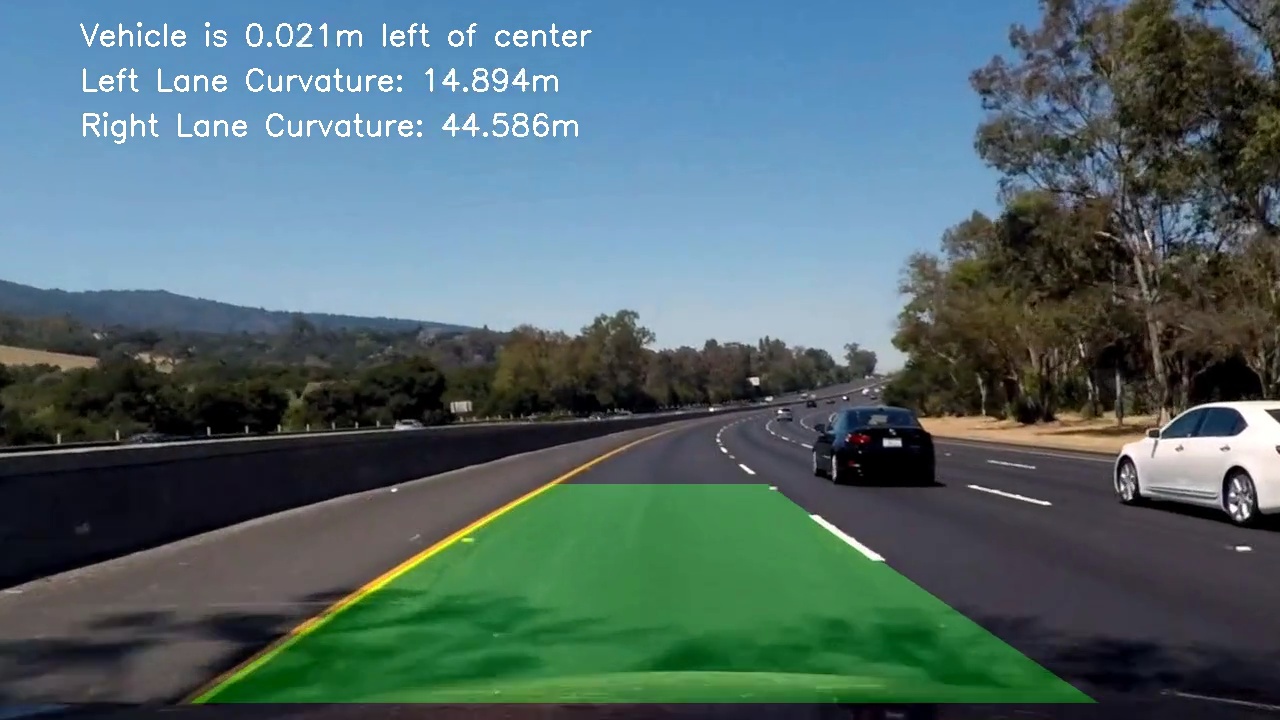 Vehicle is 0.021m left of center
Left Lane Curvature: 14.894m
Right Lane Curvature: 44.586m